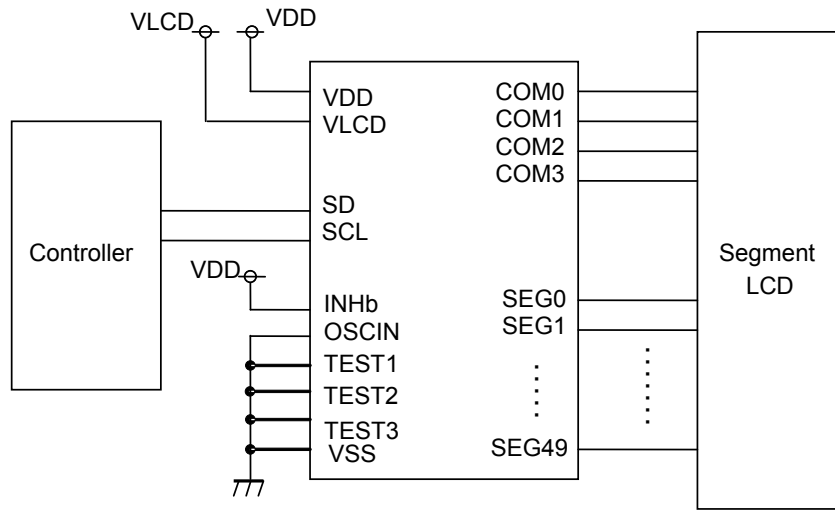 VLCD
VDD
VDD
VLCD
SD
SCL
VDD
INHb
OSCIN
TEST1
TEST2
TEST3
VSS
COM0
COM1
COM2
COM3
SEG0
SEG1
SEG49
Controller
Segment
LCD